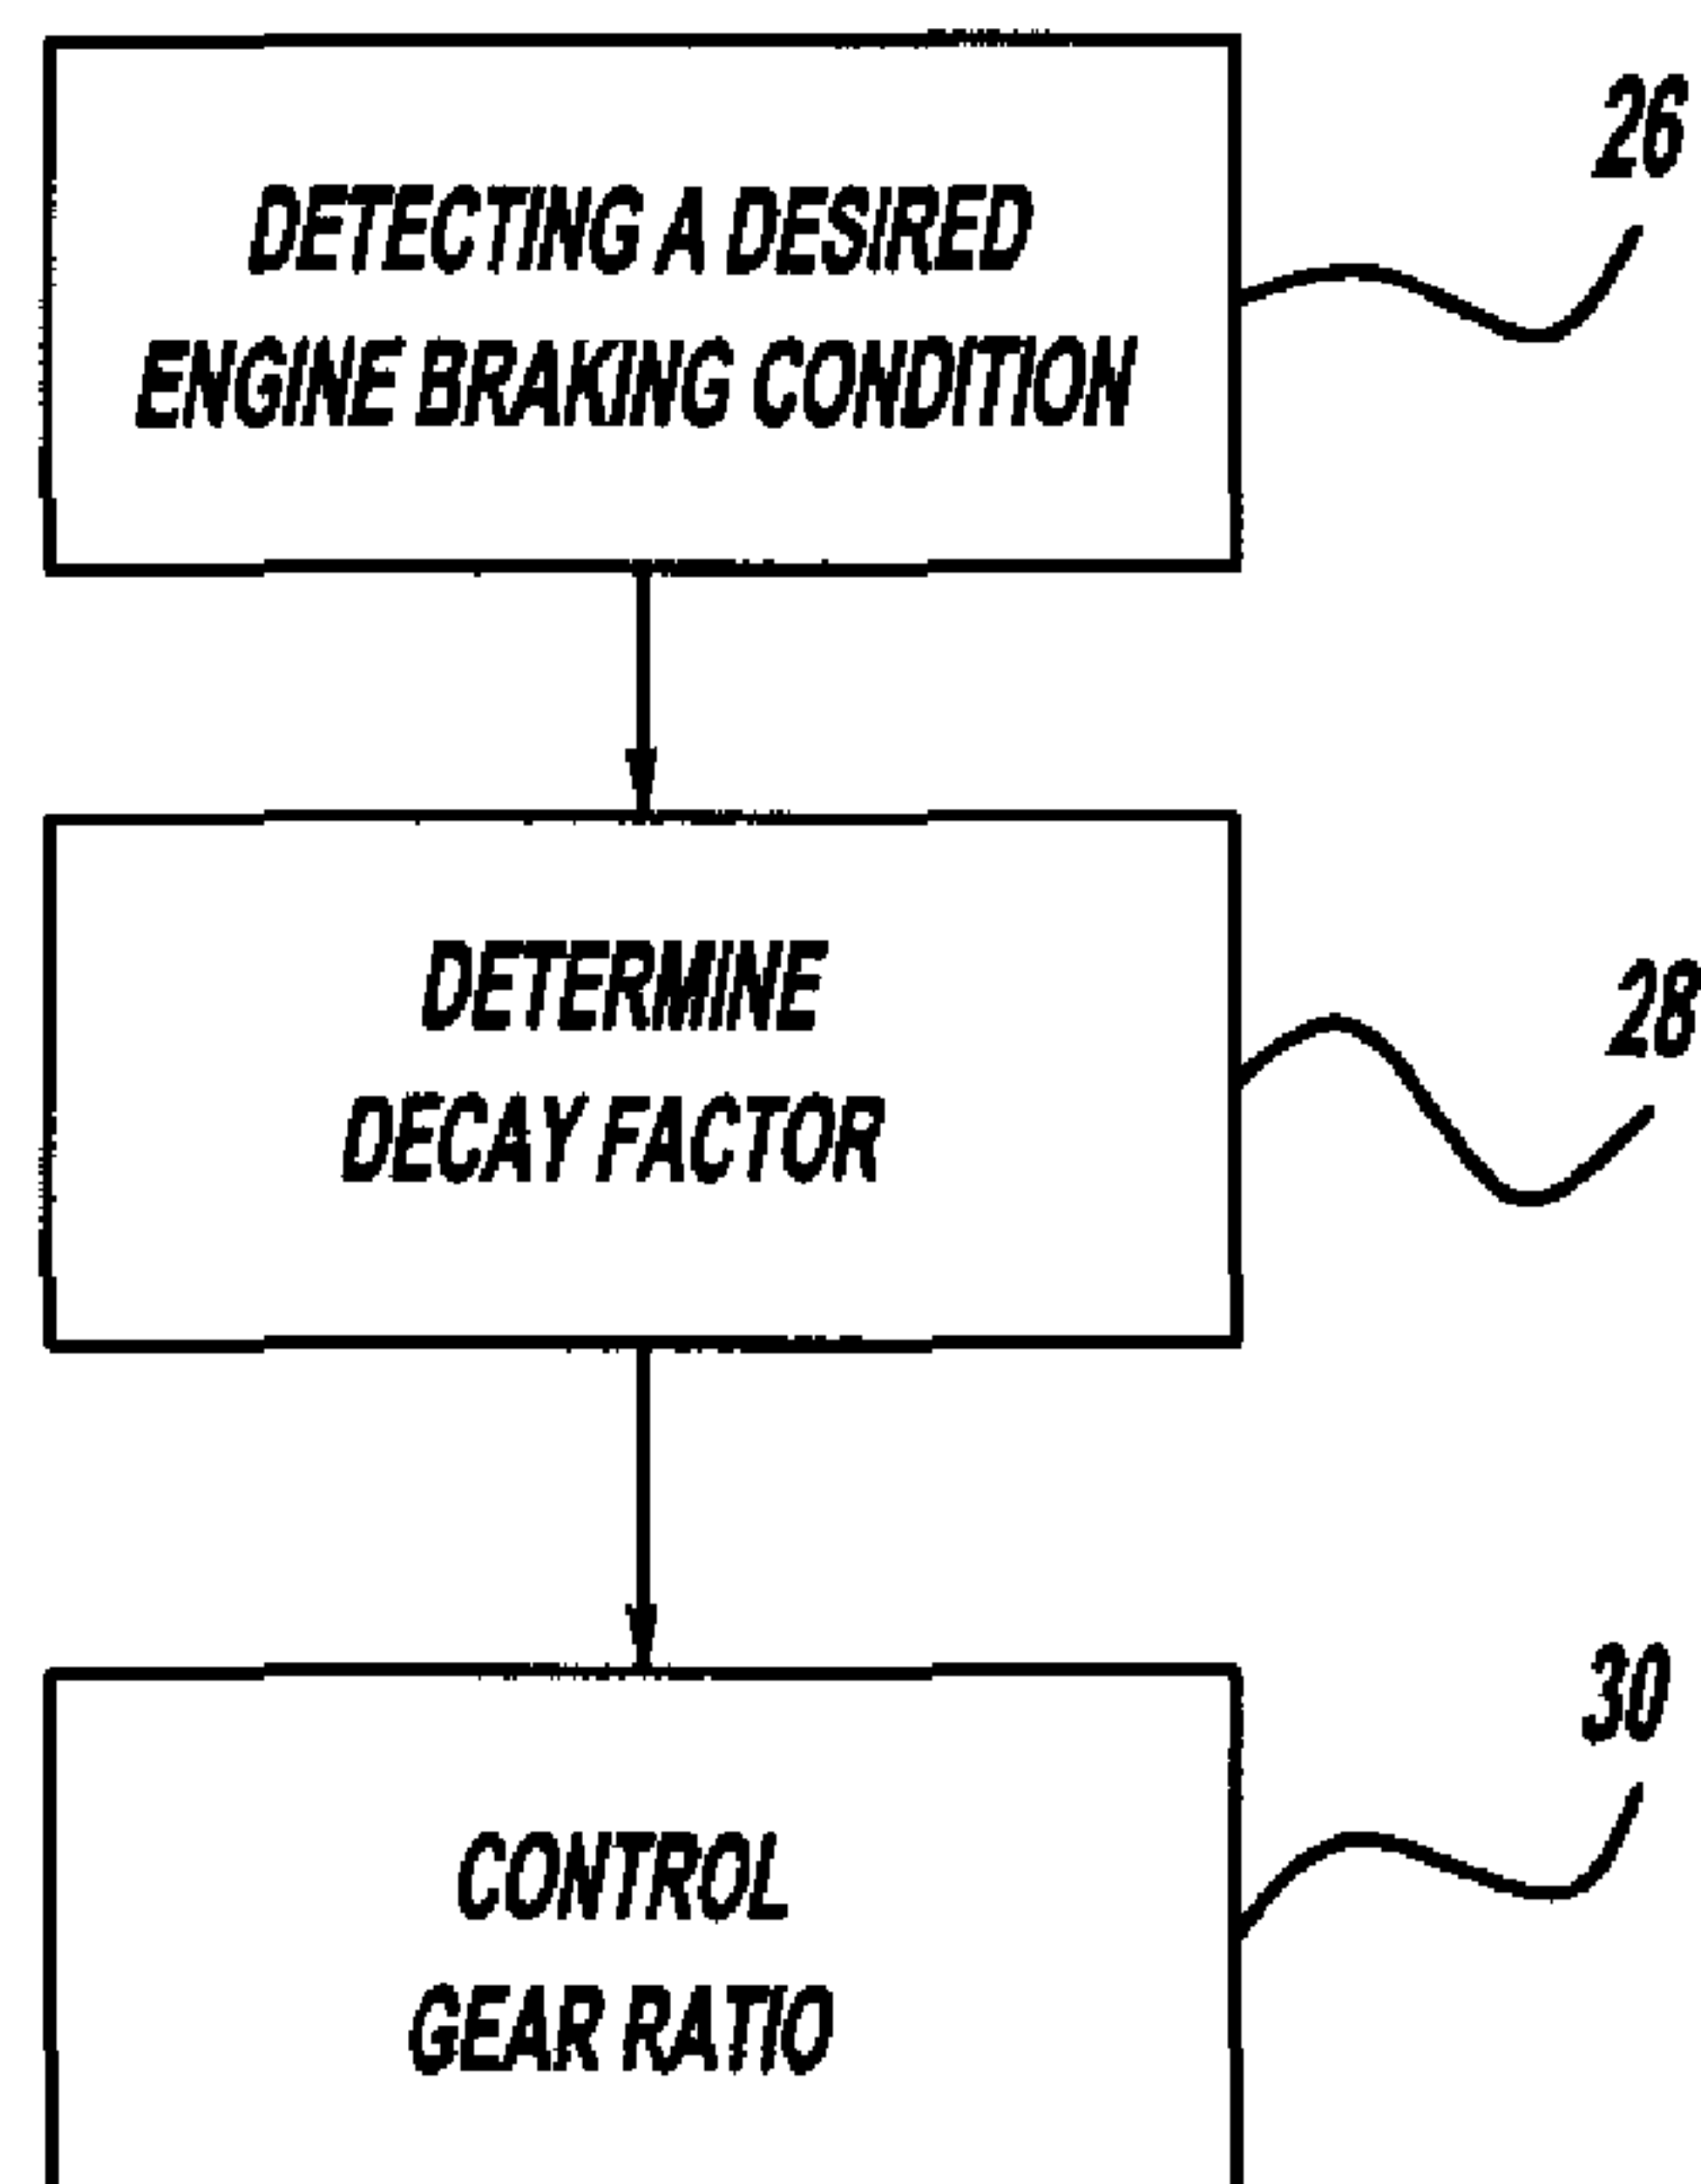 DETECTING A DESIRED
ENGINE BRAKING CONDITION
26
DETERMINE
DECAY FACTOR
28
CONTROL
GEAR RATIO
30